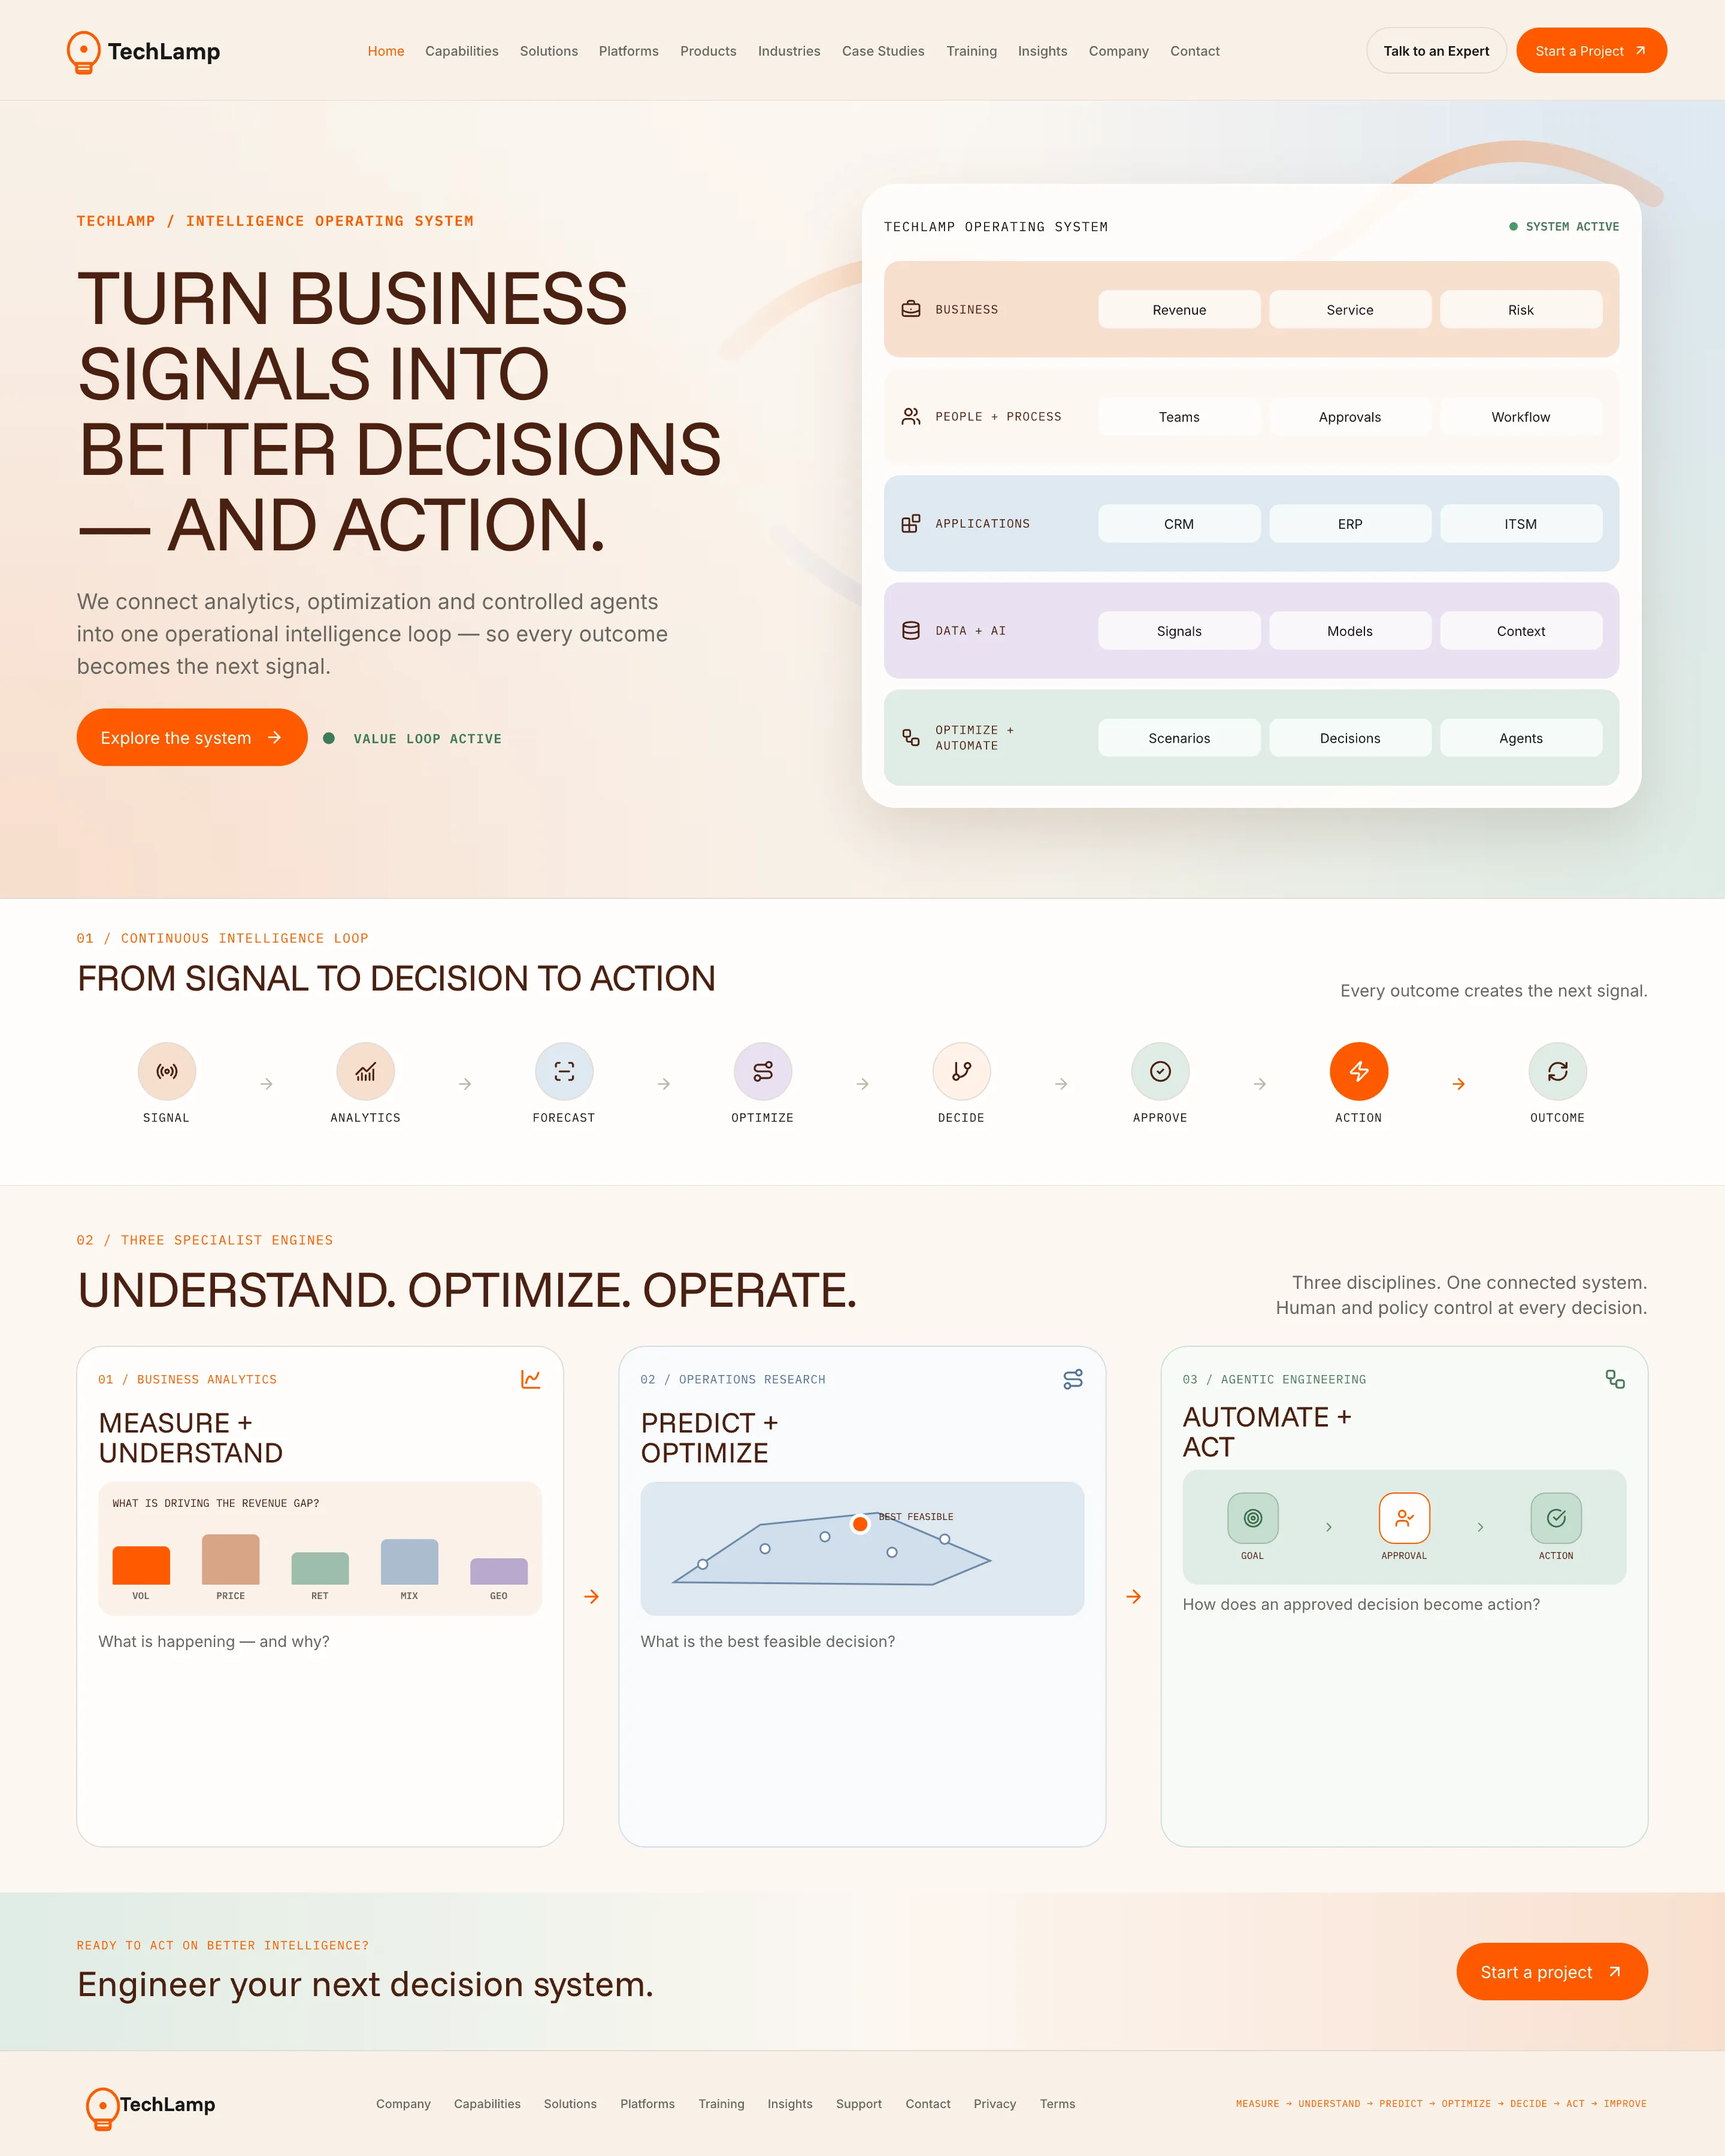 TechLamp
Home Capabilities Solutions Platforms Products Industries Case Studies Training Insights Company Contact
Talk to an Expert
Start a Project
TECHLAMP / INTELLIGENCE OPERATING SYSTEM
TURN BUSINESS
SIGNALS INTO
BETTER DECISIONS
— AND ACTION.
We connect analytics, optimization and controlled agents
into one operational intelligence loop — so every outcome
becomes the next signal.
Explore the system →
VALUE LOOP ACTIVE
TECHLAMP OPERATING SYSTEM
SYSTEM ACTIVE
BUSINESS Revenue Service Risk
PEOPLE + PROCESS Teams Approvals Workflow
APPLICATIONS CRM ERP ITSM
DATA + AI Signals Models Context
OPTIMIZE +
AUTOMATE
Scenarios Decisions Agents
01 / CONTINUOUS INTELLIGENCE LOOP
FROM SIGNAL TO DECISION TO ACTION
Every outcome creates the next signal.
SIGNAL ANALYTICS FORECAST OPTIMIZE DECIDE APPROVE ACTION OUTCOME
02 / THREE SPECIALIST ENGINES
UNDERSTAND. OPTIMIZE. OPERATE.
Three disciplines. One connected system.
Human and policy control at every decision.
01 / BUSINESS ANALYTICS
MEASURE +
UNDERSTAND
WHAT IS DRIVING THE REVENUE GAP?
VOL PRICE RET MIX GEO
What is happening — and why?
02 / OPERATIONS RESEARCH
PREDICT +
OPTIMIZE
BEST FEASIBLE
What is the best feasible decision?
03 / AGENTIC ENGINEERING
AUTOMATE +
ACT
GOAL APPROVAL ACTION
How does an approved decision become action?
READY TO ACT ON BETTER INTELLIGENCE?
Engineer your next decision system.
Start a project
TechLamp
Company Capabilities Solutions Platforms Training Insights Support Contact Privacy Terms
MEASURE → UNDERSTAND → PREDICT → OPTIMIZE → DECIDE → ACT → IMPROVE